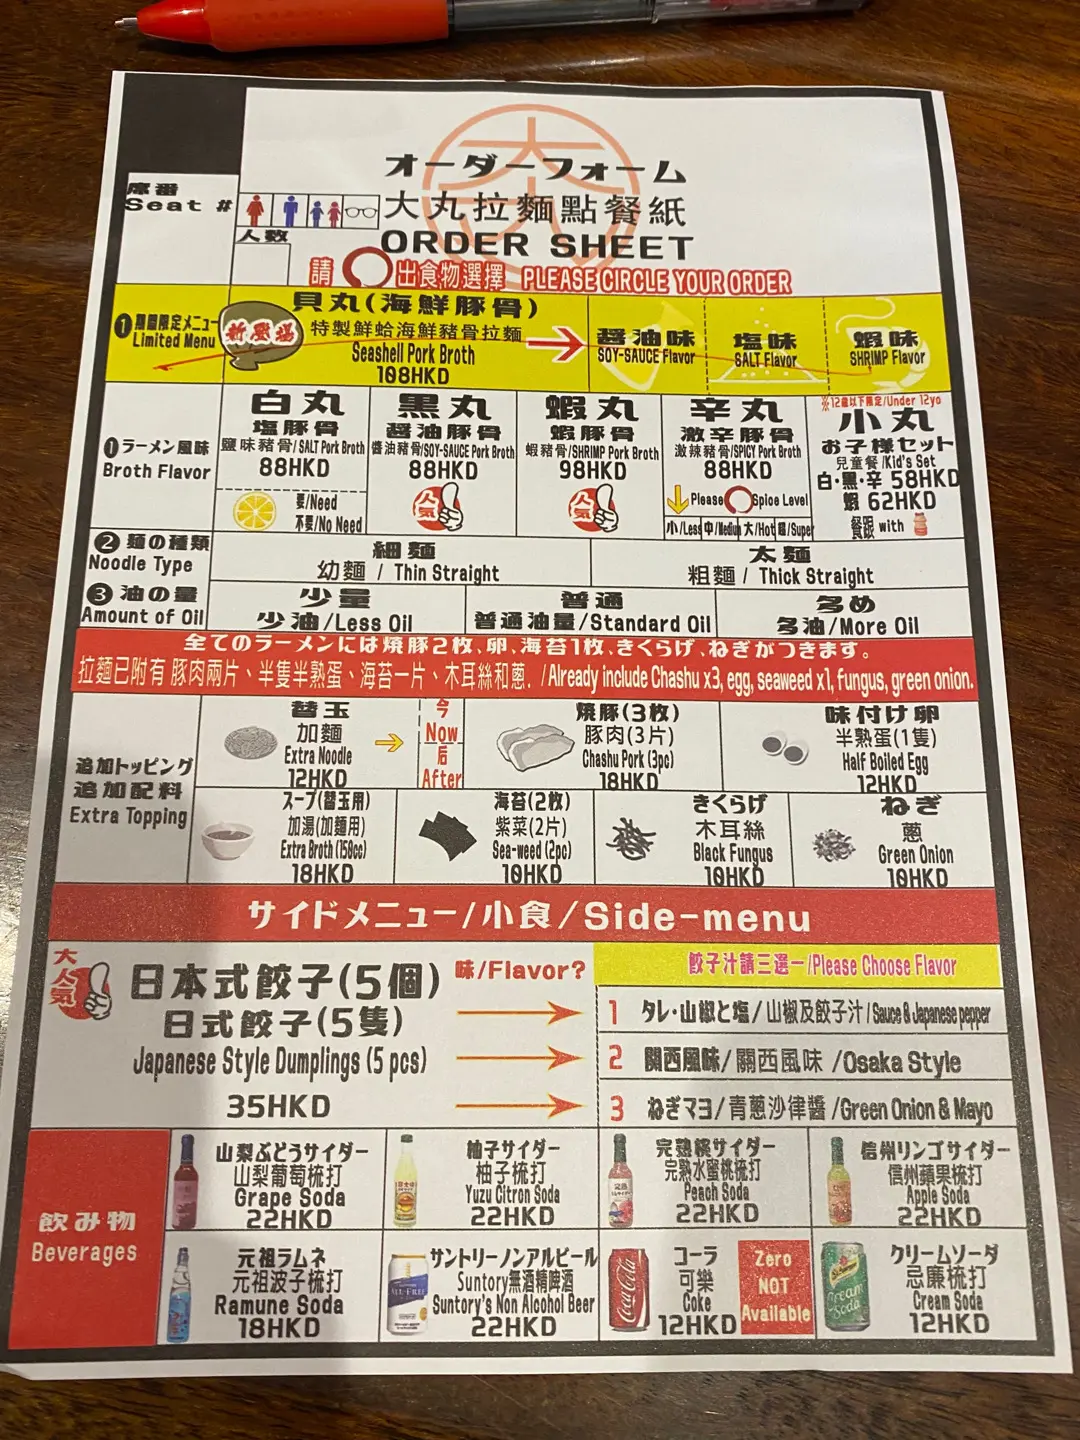 オーダーフォーム
大丸拉麵點餐紙
ORDER SHEET
席番
Seat #
人数
請 出食物選擇 PLEASE CIRCLE YOUR ORDER
❶期間限定メニュー
Limited Menu
新登場
貝丸(海鮮豚骨)
特製鮮蛤海鮮豬骨拉麵
Seashell Pork Broth
108HKD
醤油味
SOY-SAUCE Flavor
塩味
SALT Flavor
蝦味
SHRIMP Flavor
❶ラーメン風味
Broth Flavor
白丸
塩豚骨
鹽味豬骨/SALT Pork Broth
88HKD
要/Need
不要/No Need
黒丸
醤油豚骨
醬油豬骨/SOY-SAUCE Pork Broth
88HKD
人気
蝦丸
蝦豚骨
蝦豬骨/SHRIMP Pork Broth
98HKD
人気
辛丸
激辛豚骨
激辣豬骨/SPICY Pork Broth
88HKD
Please Spice Level
小/Less 中/Medium 大/Hot 超/Super
※12歳以下限定/Under 12yo
小丸
お子様セット
兒童餐/Kid's Set
白・黒・辛 58HKD
蝦 62HKD
餐跟 with
❷麺の種類
Noodle Type
細麺
幼麵 / Thin Straight
太麺
粗麵 / Thick Straight
❸油の量
Amount of Oil
少量
少油/Less Oil
普通
普通油量/Standard Oil
多め
多油/More Oil
全てのラーメンには焼豚2枚、卵、海苔1枚、きくらげ、ねぎがつきます。
拉麵已附有 豚肉兩片、半隻半熟蛋、海苔一片、木耳絲和蔥. /Already include Chashu x3, egg, seaweed x1, fungus, green onion.
追加トッピング
追加配料
Extra Topping
替玉
加麵
Extra Noodle
12HKD
今
Now
后
After
焼豚(3枚)
豚肉(3片)
Chashu Pork (3pc)
18HKD
味付け卵
半熟蛋(1隻)
Half Boiled Egg
12HKD
スープ(替玉用)
加湯(加麵用)
Extra Broth (150cc)
18HKD
海苔(2枚)
紫菜(2片)
Sea-weed (2pc)
10HKD
きくらげ
木耳絲
Black Fungus
10HKD
ねぎ
蔥
Green Onion
10HKD
サイドメニュー/小食/Side-menu
大人気
日本式餃子(5個)
日式餃子(5隻)
Japanese Style Dumplings (5 pcs)
35HKD
味/Flavor?
餃子汁請三選一/Please Choose Flavor
1 タレ・山椒と塩/山椒及餃子汁/Sauce & Japanese pepper
2 関西風味/關西風味 /Osaka Style
3 ねぎマヨ/青蔥沙律醬 /Green Onion & Mayo
飲み物
Beverages
山梨ぶどうサイダー
山梨葡萄梳打
Grape Soda
22HKD
柚子サイダー
柚子梳打
Yuzu Citron Soda
22HKD
完熟桃サイダー
完熟水蜜桃梳打
Peach Soda
22HKD
信州リンゴサイダー
信州蘋果梳打
Apple Soda
22HKD
元祖ラムネ
元祖波子梳打
Ramune Soda
18HKD
ALL-FREE
サントリーノンアルビール
Suntory無酒精啤酒
Suntory's Non Alcohol Beer
22HKD
Coca-Cola
コーラ
可樂
Coke
12HKD
Zero
NOT
Available
Cream
Soda
クリームソーダ
忌廉梳打
Cream Soda
12HKD